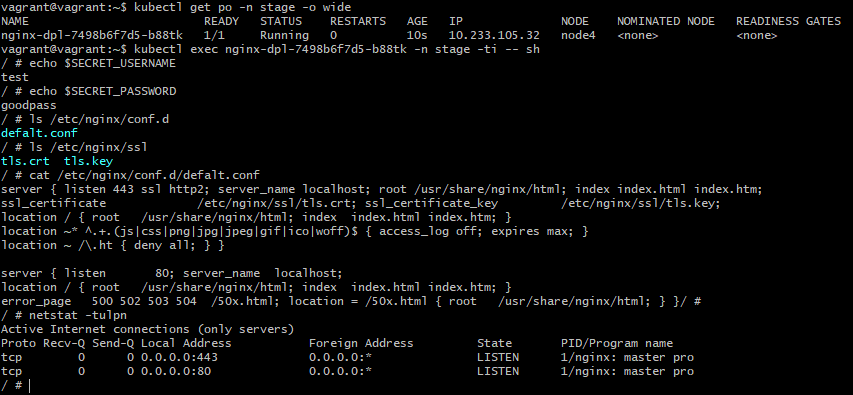 vagrant@vagrant:~$ kubectl get po -n stage -o wide
NAME                         READY   STATUS    RESTARTS   AGE   IP              NODE    NOMINATED NODE   READINESS GATES
nginx-dpl-7498b6f7d5-b88tk   1/1     Running   0          10s   10.233.105.32   node4   <none>           <none>
vagrant@vagrant:~$ kubectl exec nginx-dpl-7498b6f7d5-b88tk -n stage -ti -- sh
/ # echo $SECRET_USERNAME
test
/ # echo $SECRET_PASSWORD
goodpass
/ # ls /etc/nginx/conf.d
defalt.conf
/ # ls /etc/nginx/ssl
tls.crt  tls.key
/ # cat /etc/nginx/conf.d/defalt.conf
server { listen 443 ssl http2; server_name localhost; root /usr/share/nginx/html; index index.html index.htm;
ssl_certificate             /etc/nginx/ssl/tls.crt; ssl_certificate_key         /etc/nginx/ssl/tls.key;
location / { root   /usr/share/nginx/html; index  index.html index.htm; }
location ~* ^.+.(js|css|png|jpg|jpeg|gif|ico|woff)$ { access_log off; expires max; }
location ~ /\.ht { deny all; } }

server { listen       80; server_name  localhost;
location / { root   /usr/share/nginx/html; index  index.html index.htm; }
error_page   500 502 503 504  /50x.html; location = /50x.html { root   /usr/share/nginx/html; } }/ #
/ # netstat -tulpn
Active Internet connections (only servers)
Proto Recv-Q Send-Q Local Address           Foreign Address         State       PID/Program name
tcp        0      0 0.0.0.0:443             0.0.0.0:*               LISTEN      1/nginx: master pro
tcp        0      0 0.0.0.0:80              0.0.0.0:*               LISTEN      1/nginx: master pro
/ #